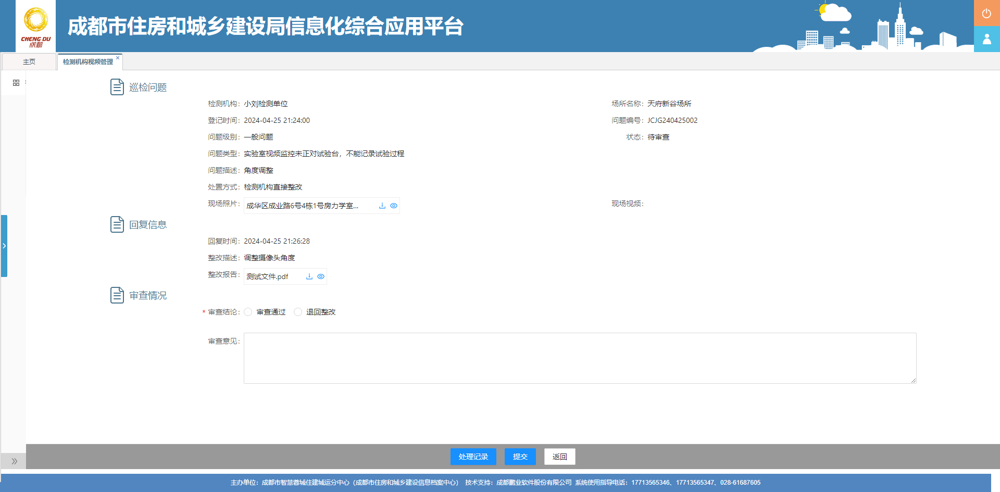 CHENG DU
成都
成都市住房和城乡建设局信息化综合应用平台
主页
检测机构视频管理
巡检问题
检测机构：小刘检测单位
场所名称：天府新谷场所
登记时间：2024-04-25 21:24:00
问题编号：JCJG240425002
问题级别：一般问题
状态：待审查
问题类型：实验室视频监控未正对试验台，不能记录试验过程
问题描述：角度调整
处置方式：检测机构直接整改
现场照片：成华区成业路6号4栋1号房力学室...
现场视频：
回复信息
回复时间：2024-04-25 21:26:28
整改描述：调整摄像头角度
整改报告：测试文件.pdf
审查情况
* 审查结论：审查通过 退回整改
审查意见：
处理记录 提交 返回
主办单位：成都市智慧蓉城住建城运分中心（成都市住房和城乡建设信息档案中心） 技术支持：成都鹏业软件股份有限公司 系统使用指导电话：17713565346、17713565347、028-61687605